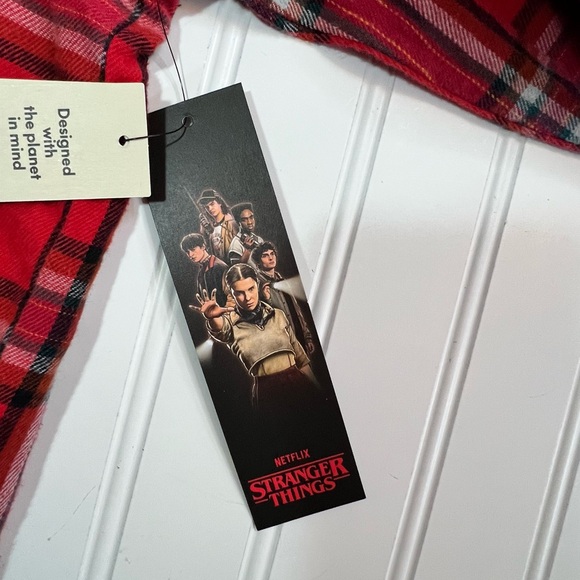 Designed
with
the planet
in mind
NETFLIX
STRANGER
THINGS